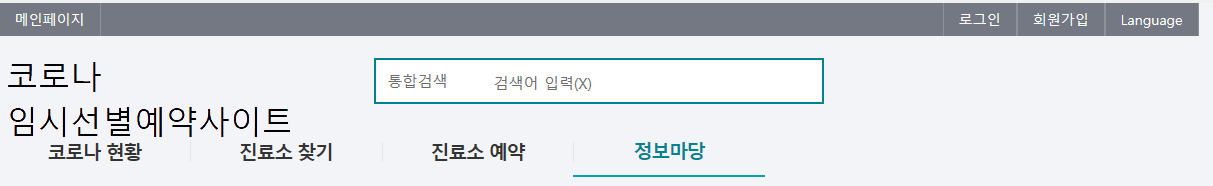 메인페이지 로그인 회원가입 Language
코로나
임시선별예약사이트
통합검색 검색어 입력(X)
코로나 현황 진료소 찾기 진료소 예약 정보마당